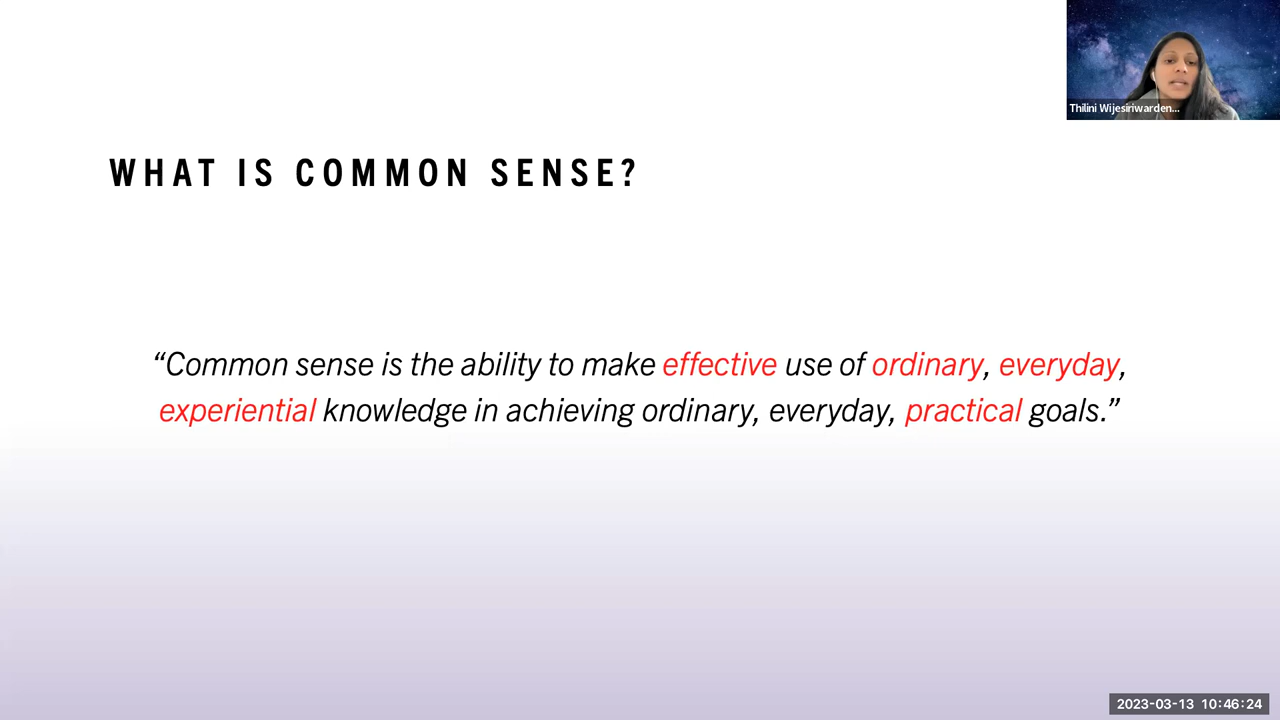 Thilini Wijesiriwarden...
WHAT IS COMMON SENSE?
“Common sense is the ability to make effective use of ordinary, everyday,
experiential knowledge in achieving ordinary, everyday, practical goals.”
2023-03-13 10:46:24